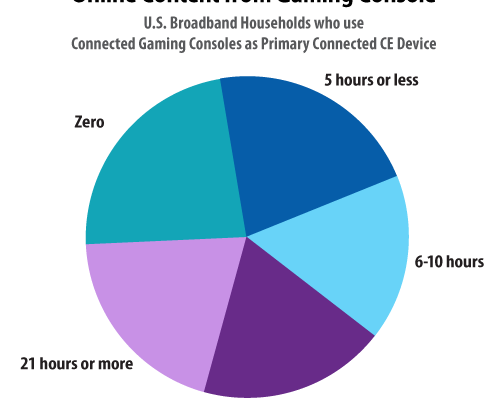 Online Content from Gaming Console
U.S. Broadband Households who use
Connected Gaming Consoles as Primary Connected CE Device
5 hours or less
Zero
6-10 hours
21 hours or more